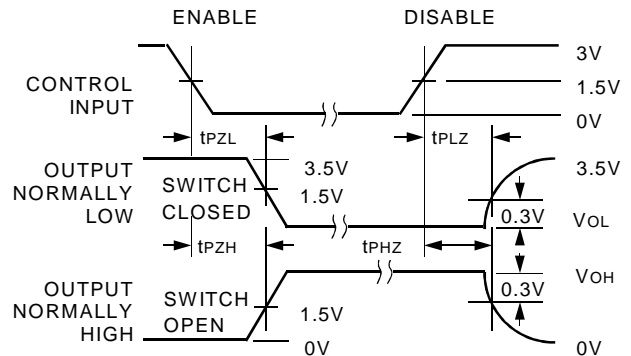 ENABLE DISABLE
CONTROL
INPUT
3V
1.5V
0V
tPZL tPLZ
OUTPUT
NORMALLY
LOW
SWITCH
CLOSED
3.5V
1.5V
3.5V
0.3V
VOL
tPZH tPHZ
OUTPUT
NORMALLY
HIGH
SWITCH
OPEN
1.5V
0V
VOH
0.3V
0V